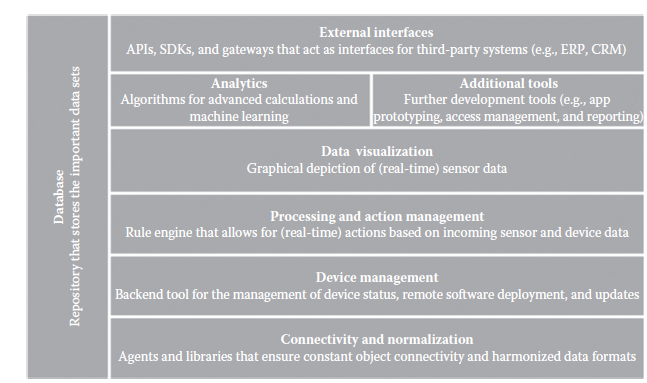 External interfaces
APIs, SDKs, and gateways that act as interfaces for third-party systems (e.g., ERP, CRM)
Analytics
Algorithms for advanced calculations and
machine learning
Additional tools
Further development tools (e.g., app
prototyping, access management, and reporting)
Data visualization
Graphical depiction of (real-time) sensor data
Processing and action management
Rule engine that allows for (real-time) actions based on incoming sensor and device data
Device management
Backend tool for the management of device status, remote software deployment, and updates
Connectivity and normalization
Agents and libraries that ensure constant object connectivity and harmonized data formats
Database
Repository that stores the important data sets